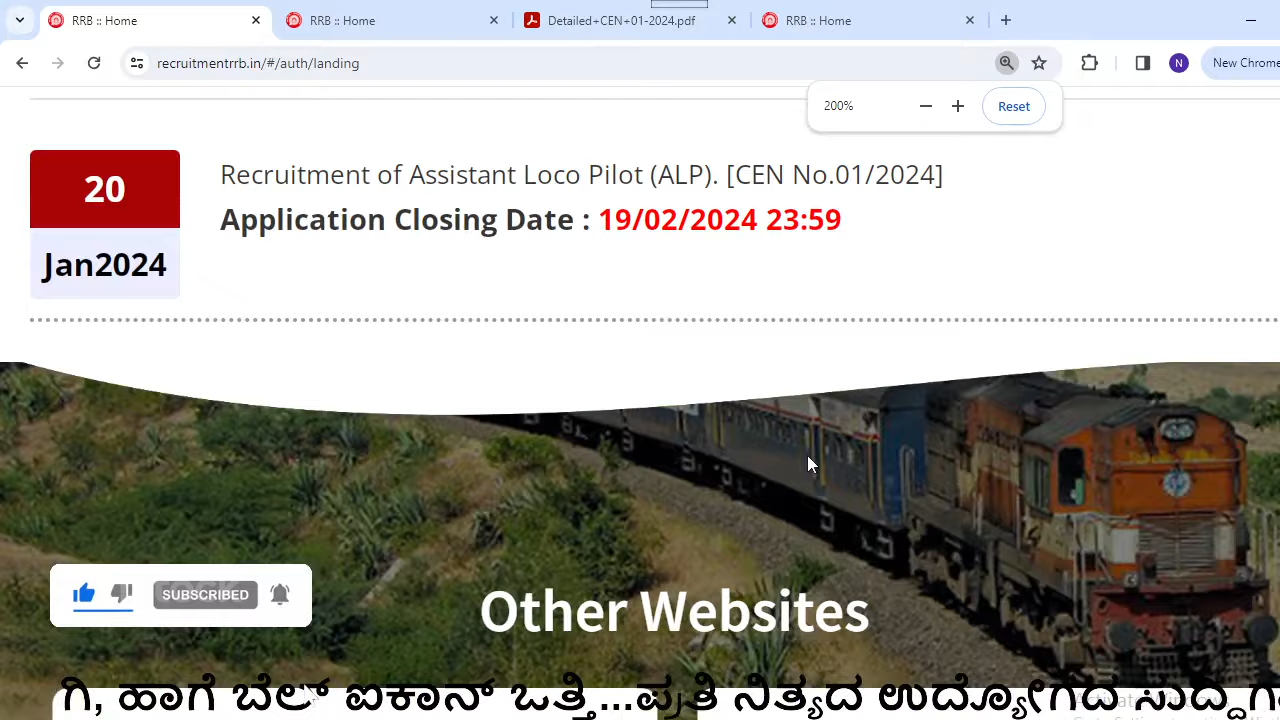 RRB :: Home
RRB :: Home
Detailed+CEN+01-2024.pdf
RRB :: Home
recruitmentrrb.in/#/auth/landing
N
New Chrome
200%
Reset
20
Jan2024
Recruitment of Assistant Loco Pilot (ALP). [CEN No.01/2024]
Application Closing Date : 19/02/2024 23:59
SUBSCRIBED
Other Websites
ಗಿ, ಹಾಗೆ ಬೆಲ್ ಐಕಾನ್ ಒತ್ತಿ...ಪ್ರತಿ ನಿತ್ಯದ ಉದ್ಯೋಗದ ಸುದ್ದಿಗ